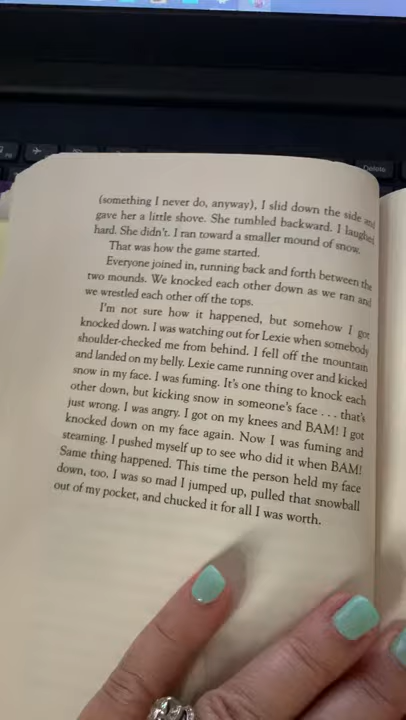 Delete
(something I never do, anyway), I slid down the side and
gave her a little shove. She tumbled backward. I laughed
hard. She didn't. I ran toward a smaller mound of snow.
That was how the game started.
Everyone joined in, running back and forth between the
two mounds. We knocked each other down as we ran and
we wrestled each other off the tops.
I'm not sure how it happened, but somehow I got
knocked down. I was watching out for Lexie when somebody
shoulder-checked me from behind. I fell off the mountain
and landed on my belly. Lexie came running over and kicked
snow in my face. I was fuming. It's one thing to knock each
other down, but kicking snow in someone's face . . . that's
just wrong. I was angry. I got on my knees and BAM! I got
knocked down on my face again. Now I was fuming and
steaming. I pushed myself up to see who did it when BAM!
Same thing happened. This time the person held my face
down, too. I was so mad I jumped up, pulled that snowball
out of my pocket, and chucked it for all I was worth.